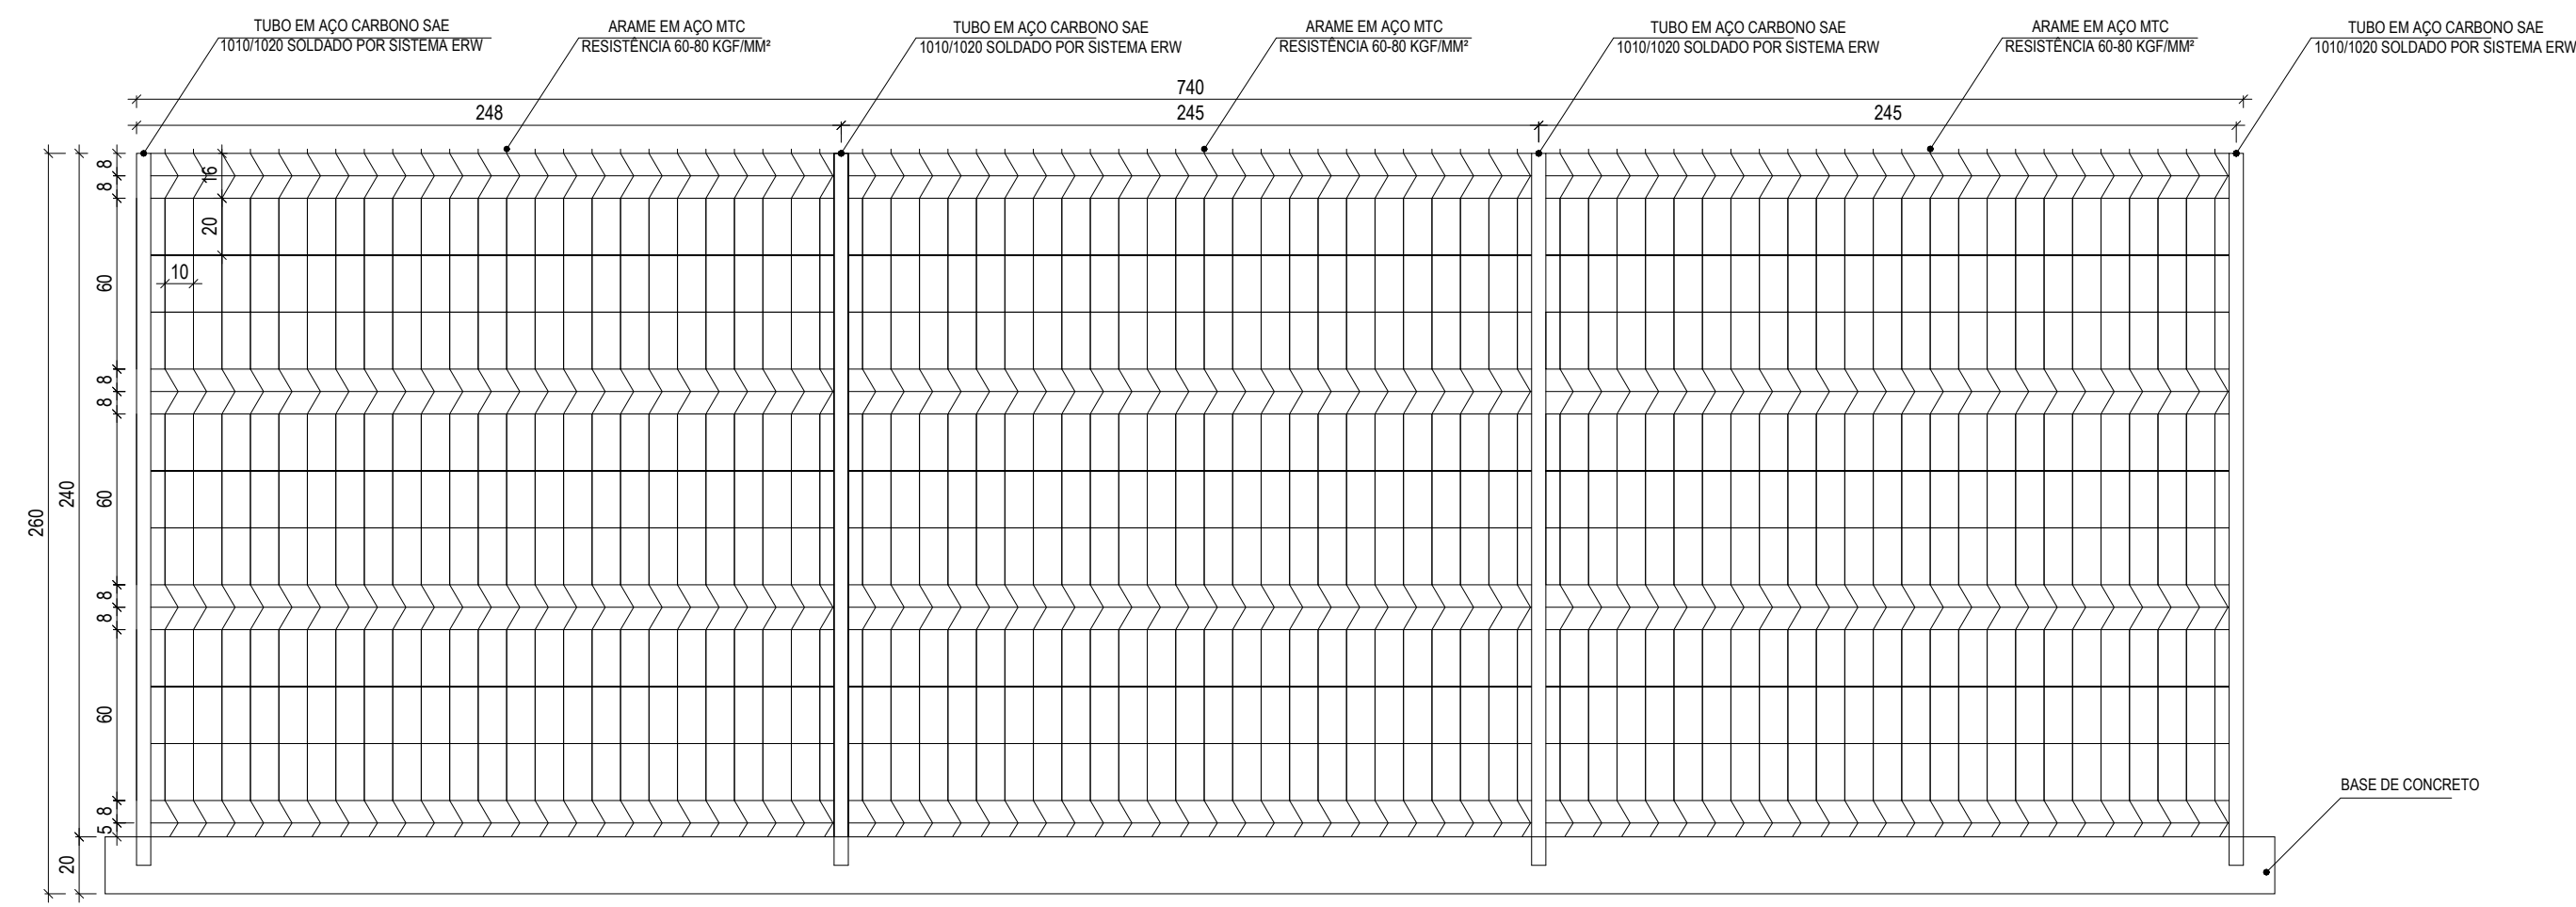 TUBO EM AÇO CARBONO SAE
1010/1020 SOLDADO POR SISTEMA ERW
ARAME EM AÇO MTC
RESISTÊNCIA 60-80 KGF/MM²
TUBO EM AÇO CARBONO SAE
1010/1020 SOLDADO POR SISTEMA ERW
ARAME EM AÇO MTC
RESISTÊNCIA 60-80 KGF/MM²
TUBO EM AÇO CARBONO SAE
1010/1020 SOLDADO POR SISTEMA ERW
ARAME EM AÇO MTC
RESISTÊNCIA 60-80 KGF/MM²
TUBO EM AÇO CARBONO SAE
1010/1020 SOLDADO POR SISTEMA ERW
740
248
245
245
8
8
16
20
10
60
8
8
60
240
260
8
8
60
8
5
20
BASE DE CONCRETO